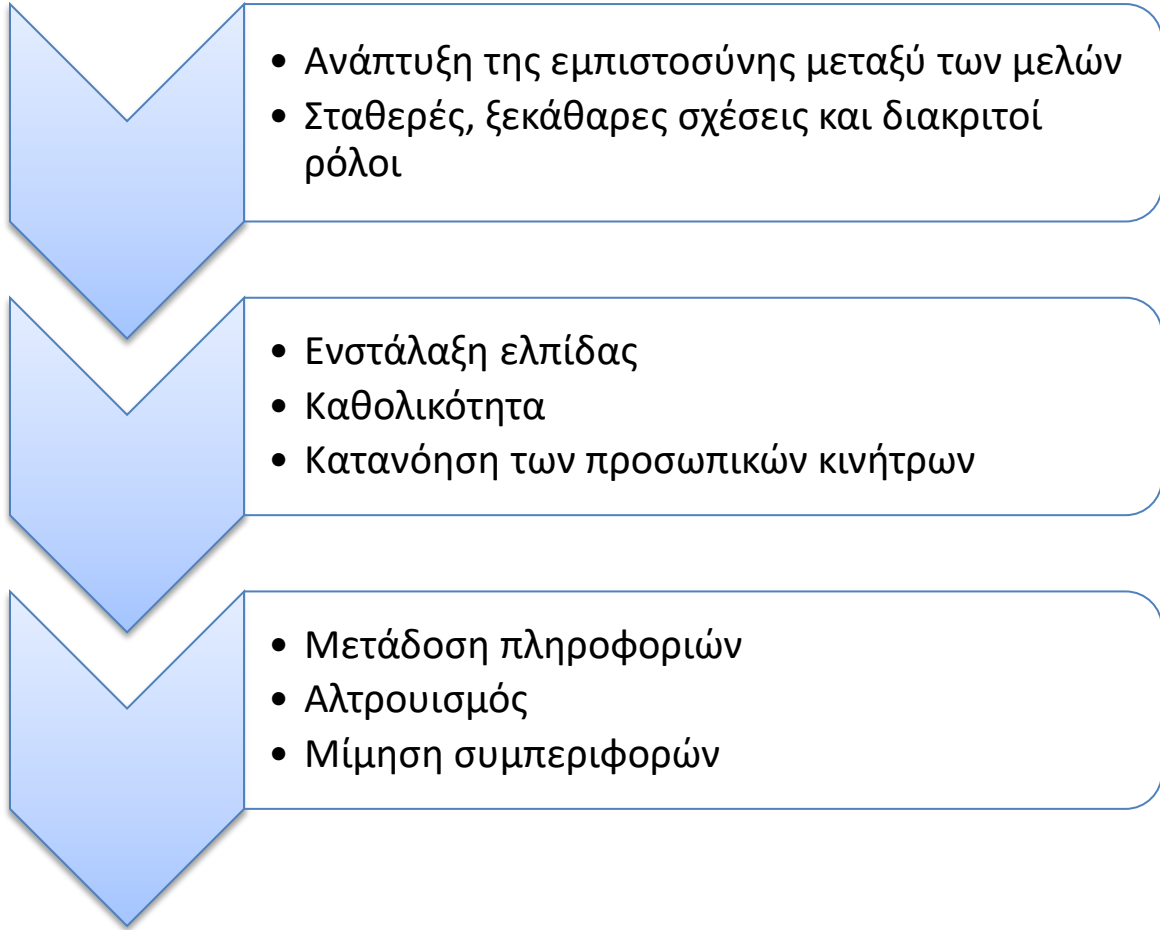 • Ανάπτυξη της εμπιστοσύνης μεταξύ των μελών
• Σταθερές, ξεκάθαρες σχέσεις και διακριτοί
ρόλοι
• Ενστάλαξη ελπίδας
• Καθολικότητα
• Κατανόηση των προσωπικών κινήτρων
• Μετάδοση πληροφοριών
• Αλτρουισμός
• Μίμηση συμπεριφορών